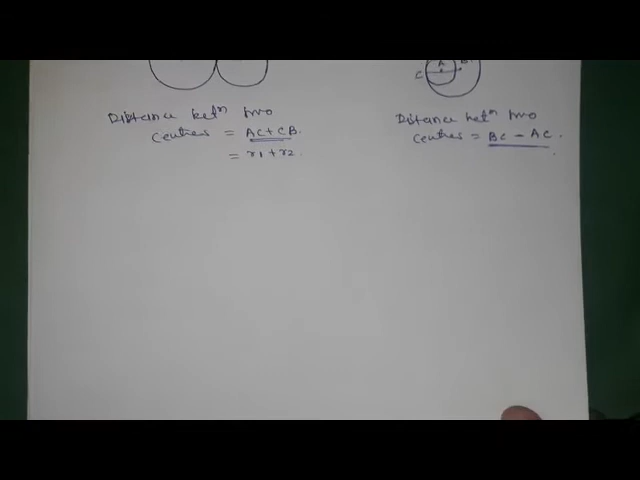 A B
C
Distance betⁿ two
Centres = AC + CB.
= r1 + r2.
Distance betⁿ two
Centres = BC - AC.